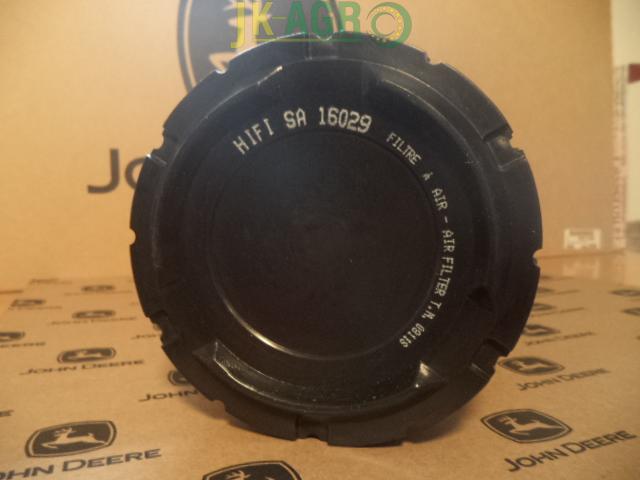 JK-AGRO
HIFI SA 16029
FILTRE À AIR - AIR FILTER T.N. 0911S
JOHN DEERE
JOHN DEERE
JOHN DEERE
JOHN DEERE
JOHN DEERE
JOHN DEERE